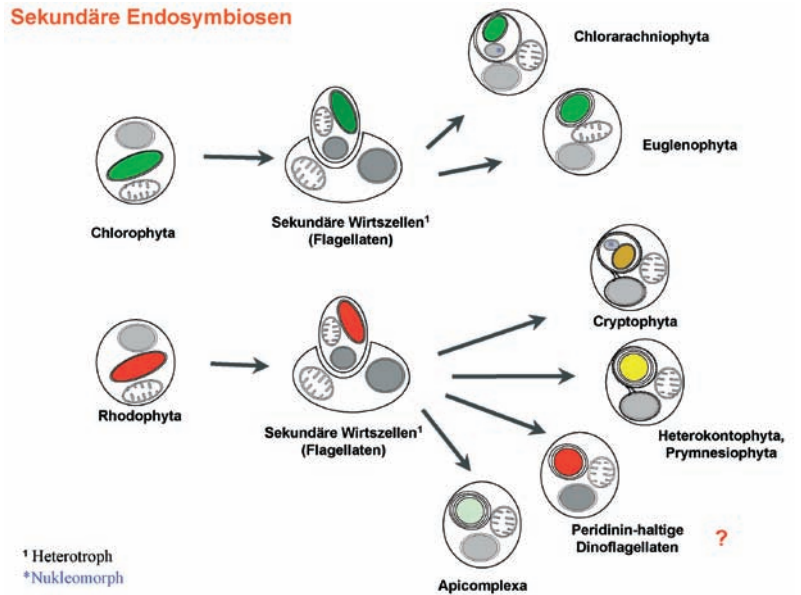 Sekundäre Endosymbiosen
Chlorarachniophyta
Euglenophyta
Chlorophyta
Sekundäre Wirtszellen¹
(Flagellaten)
Cryptophyta
Rhodophyta
Sekundäre Wirtszellen¹
(Flagellaten)
Heterokontophyta,
Prymnesiophyta
Peridinin-haltige
Dinoflagellaten
?
Apicomplexa
¹ Heterotroph
*Nukleomorph